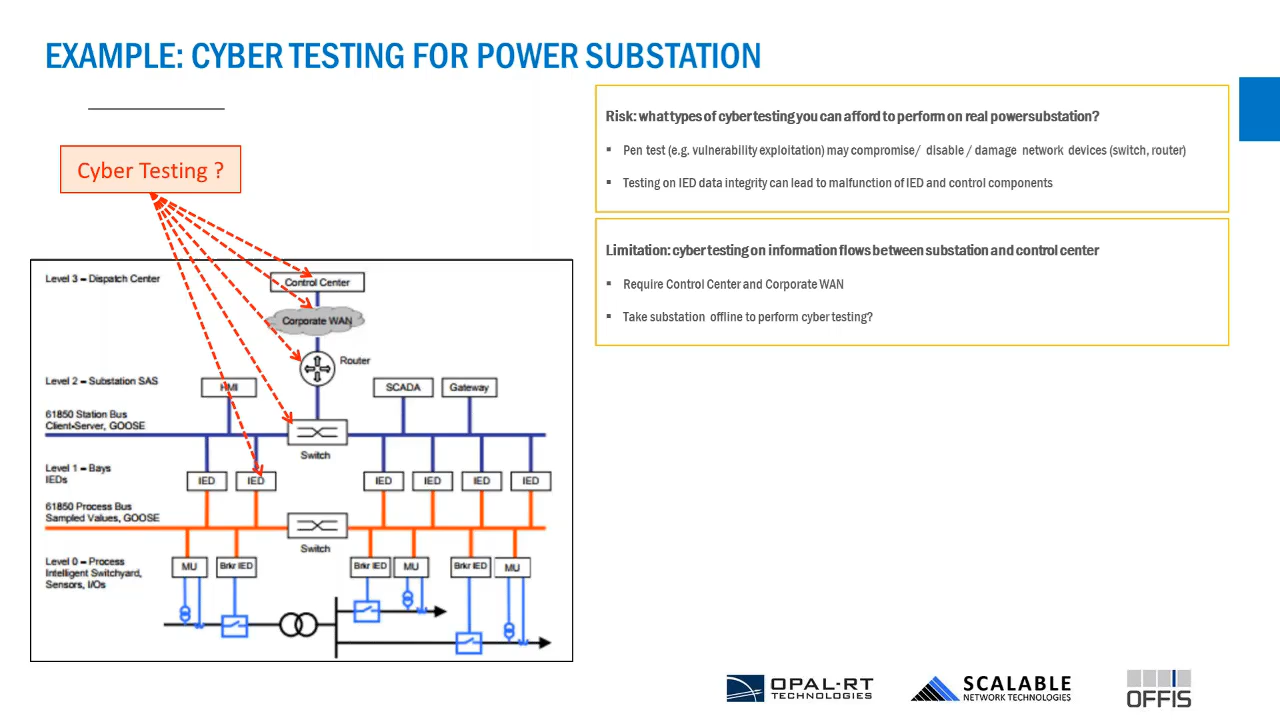 EXAMPLE: CYBER TESTING FOR POWER SUBSTATION
Cyber Testing ?
Risk: what types of cyber testing you can afford to perform on real power substation?
▪ Pen test (e.g. vulnerability exploitation) may compromise/ disable / damage network devices (switch, router)
▪ Testing on IED data integrity can lead to malfunction of IED and control components
Limitation: cyber testing on information flows between substation and control center
▪ Require Control Center and Corporate WAN
▪ Take substation offline to perform cyber testing?
Level 3 – Dispatch Center
Control Center
Corporate WAN
Router
Level 2 – Substation SAS
HMI
SCADA
Gateway
61850 Station Bus
Client-Server, GOOSE
Switch
Level 1 – Bays
IEDs
IED
IED
IED
IED
IED
IED
61850 Process Bus
Sampled Values, GOOSE
Switch
Level 0 – Process
Intelligent Switchyard,
Sensors, I/Os
MU
Brkr IED
Brkr IED
MU
Brkr IED
MU
OPAL-RT
TECHNOLOGIES
SCALABLE
NETWORK TECHNOLOGIES
OFFIS